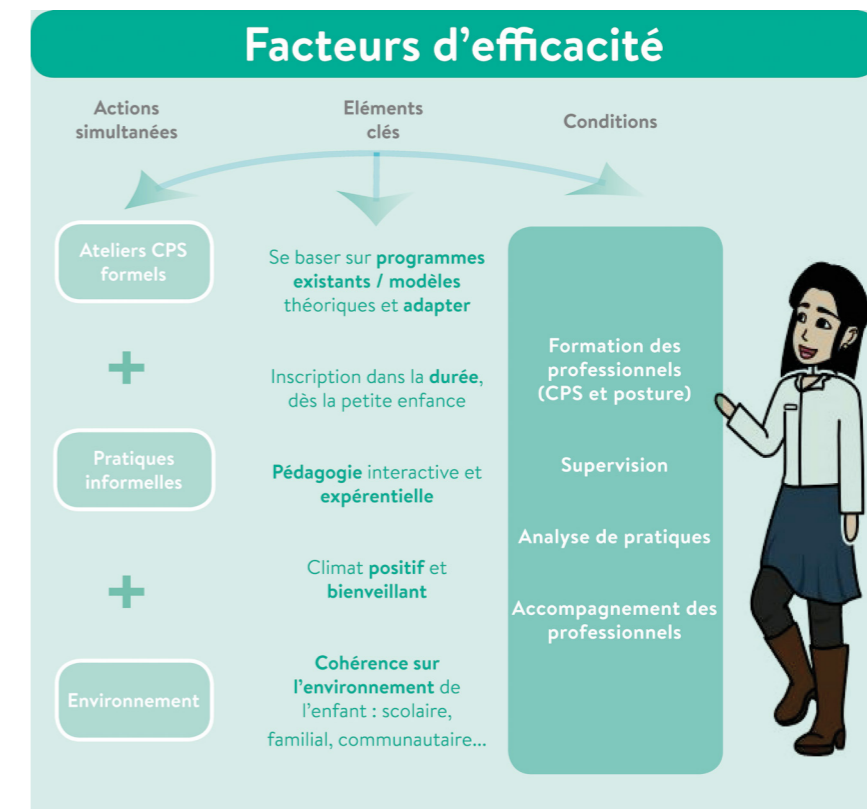 Facteurs d'efficacité
Actions
simultanées
Eléments
clés
Conditions
Ateliers CPS
formels
+
Pratiques
informelles
+
Environnement
Se baser sur programmes
existants / modèles
théoriques et adapter
Inscription dans la durée,
dès la petite enfance
Pédagogie interactive et
expérentielle
Climat positif et
bienveillant
Cohérence sur
l'environnement de
l'enfant : scolaire,
familial, communautaire...
Formation des
professionnels
(CPS et posture)
Supervision
Analyse de pratiques
Accompagnement des
professionnels